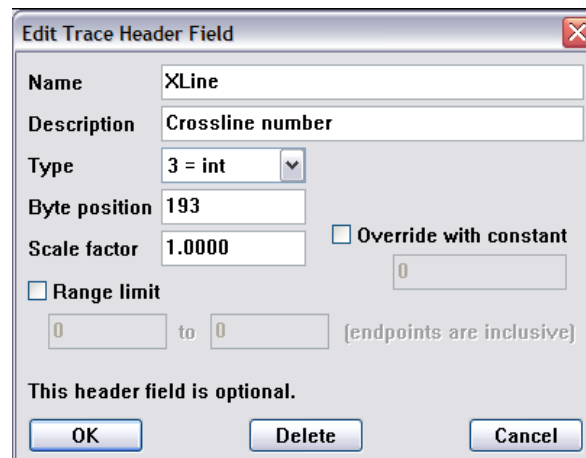 Edit Trace Header Field
Name XLine
Description Crossline number
Type 3 = int
Byte position 193
Scale factor 1.0000
Override with constant
0
Range limit
0 to 0 (endpoints are inclusive)
This header field is optional.
OK Delete Cancel